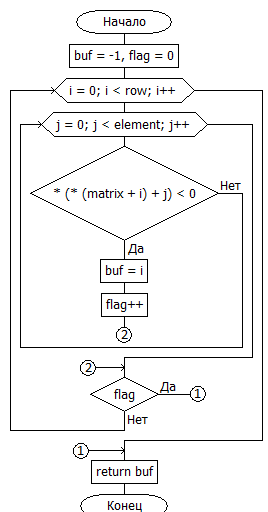 Начало
buf = -1, flag = 0
i = 0; i < row; i++
j = 0; j < element; j++
* (* (matrix + i) + j) < 0
Нет
Да
buf = i
flag++
2
2
flag
Да
1
Нет
1
return buf
Конец